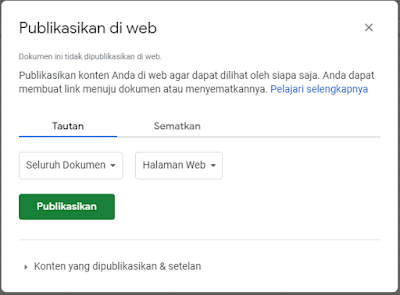 Publikasikan di web
Dokumen ini tidak dipublikasikan di web.
Publikasikan konten Anda di web agar dapat dilihat oleh siapa saja. Anda dapat
membuat link menuju dokumen atau menyematkannya. Pelajari selengkapnya
Tautan Sematkan
Seluruh Dokumen Halaman Web
Publikasikan
Konten yang dipublikasikan & setelan